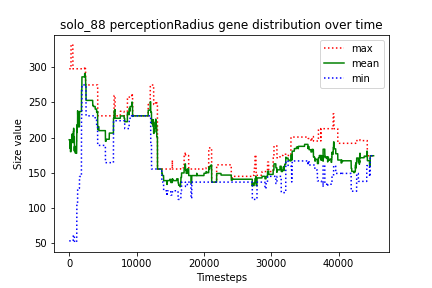 solo_88 perceptionRadius gene distribution over time
max
mean
min
Size value
300
250
200
150
100
50
0
10000
20000
30000
40000
Timesteps